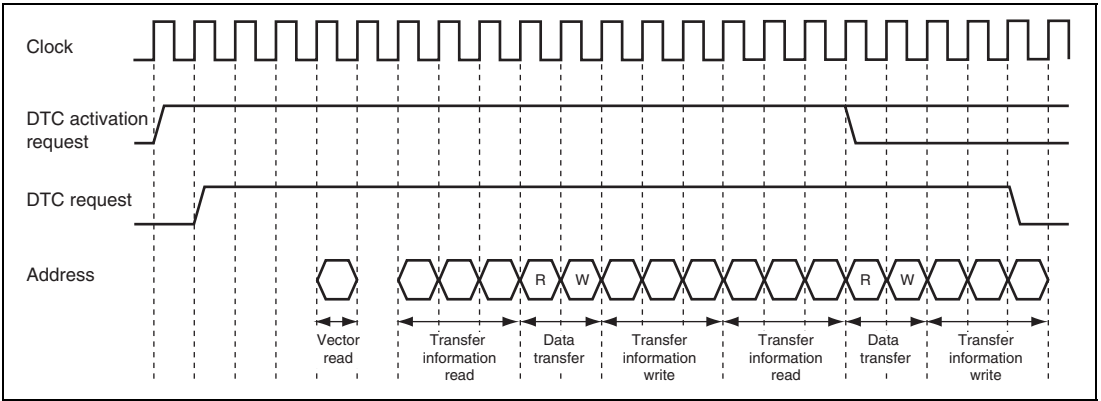 Clock
DTC activation
request
DTC request
Address
R W R W
Vector
read
Transfer
information
read
Data
transfer
Transfer
information
write
Transfer
information
read
Data
transfer
Transfer
information
write